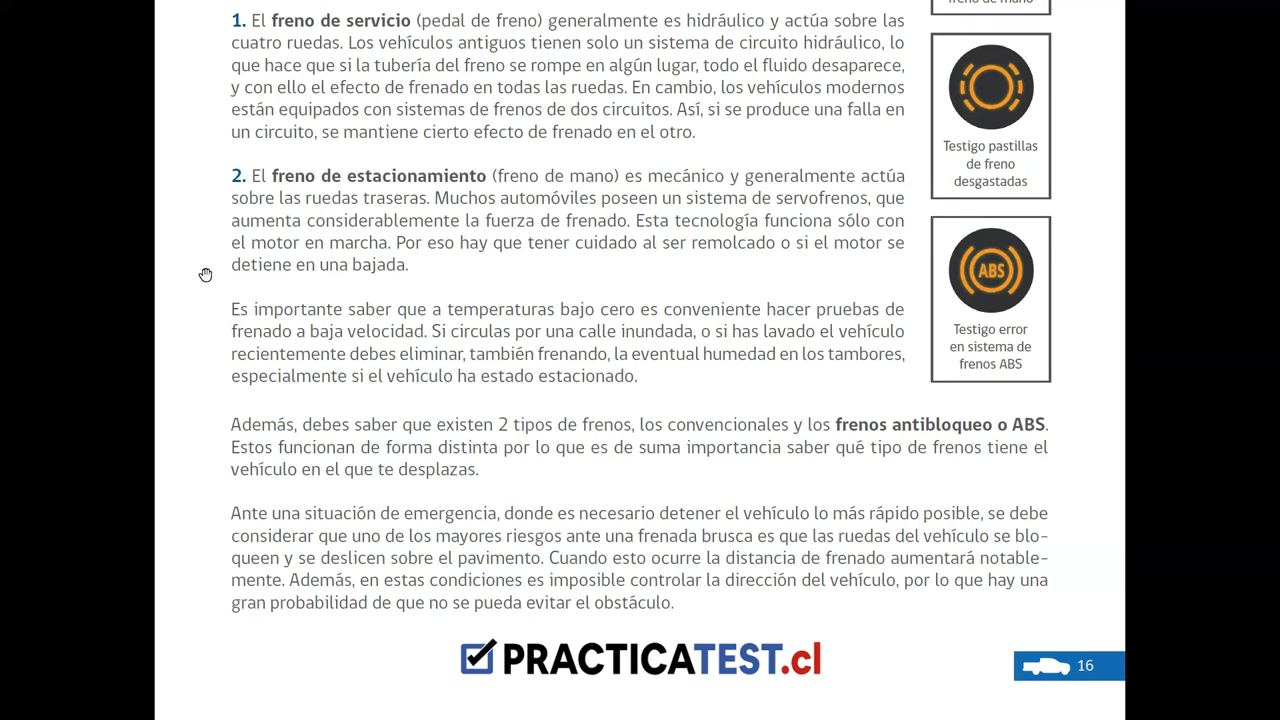 1. El freno de servicio (pedal de freno) generalmente es hidráulico y actúa sobre las
cuatro ruedas. Los vehículos antiguos tienen solo un sistema de circuito hidráulico, lo
que hace que si la tubería del freno se rompe en algún lugar, todo el fluido desaparece,
y con ello el efecto de frenado en todas las ruedas. En cambio, los vehículos modernos
están equipados con sistemas de frenos de dos circuitos. Así, si se produce una falla en
un circuito, se mantiene cierto efecto de frenado en el otro.
2. El freno de estacionamiento (freno de mano) es mecánico y generalmente actúa
sobre las ruedas traseras. Muchos automóviles poseen un sistema de servofrenos, que
aumenta considerablemente la fuerza de frenado. Esta tecnología funciona sólo con
el motor en marcha. Por eso hay que tener cuidado al ser remolcado o si el motor se
detiene en una bajada.
Es importante saber que a temperaturas bajo cero es conveniente hacer pruebas de
frenado a baja velocidad. Si circulas por una calle inundada, o si has lavado el vehículo
recientemente debes eliminar, también frenando, la eventual humedad en los tambores,
especialmente si el vehículo ha estado estacionado.
freno de mano
Testigo pastillas
de freno
desgastadas
ABS
Testigo error
en sistema de
frenos ABS
Además, debes saber que existen 2 tipos de frenos, los convencionales y los frenos antibloqueo o ABS.
Estos funcionan de forma distinta por lo que es de suma importancia saber qué tipo de frenos tiene el
vehículo en el que te desplazas.
Ante una situación de emergencia, donde es necesario detener el vehículo lo más rápido posible, se debe
considerar que uno de los mayores riesgos ante una frenada brusca es que las ruedas del vehículo se blo-
queen y se deslicen sobre el pavimento. Cuando esto ocurre la distancia de frenado aumentará notable-
mente. Además, en estas condiciones es imposible controlar la dirección del vehículo, por lo que hay una
gran probabilidad de que no se pueda evitar el obstáculo.
PRACTICATEST.cl
16